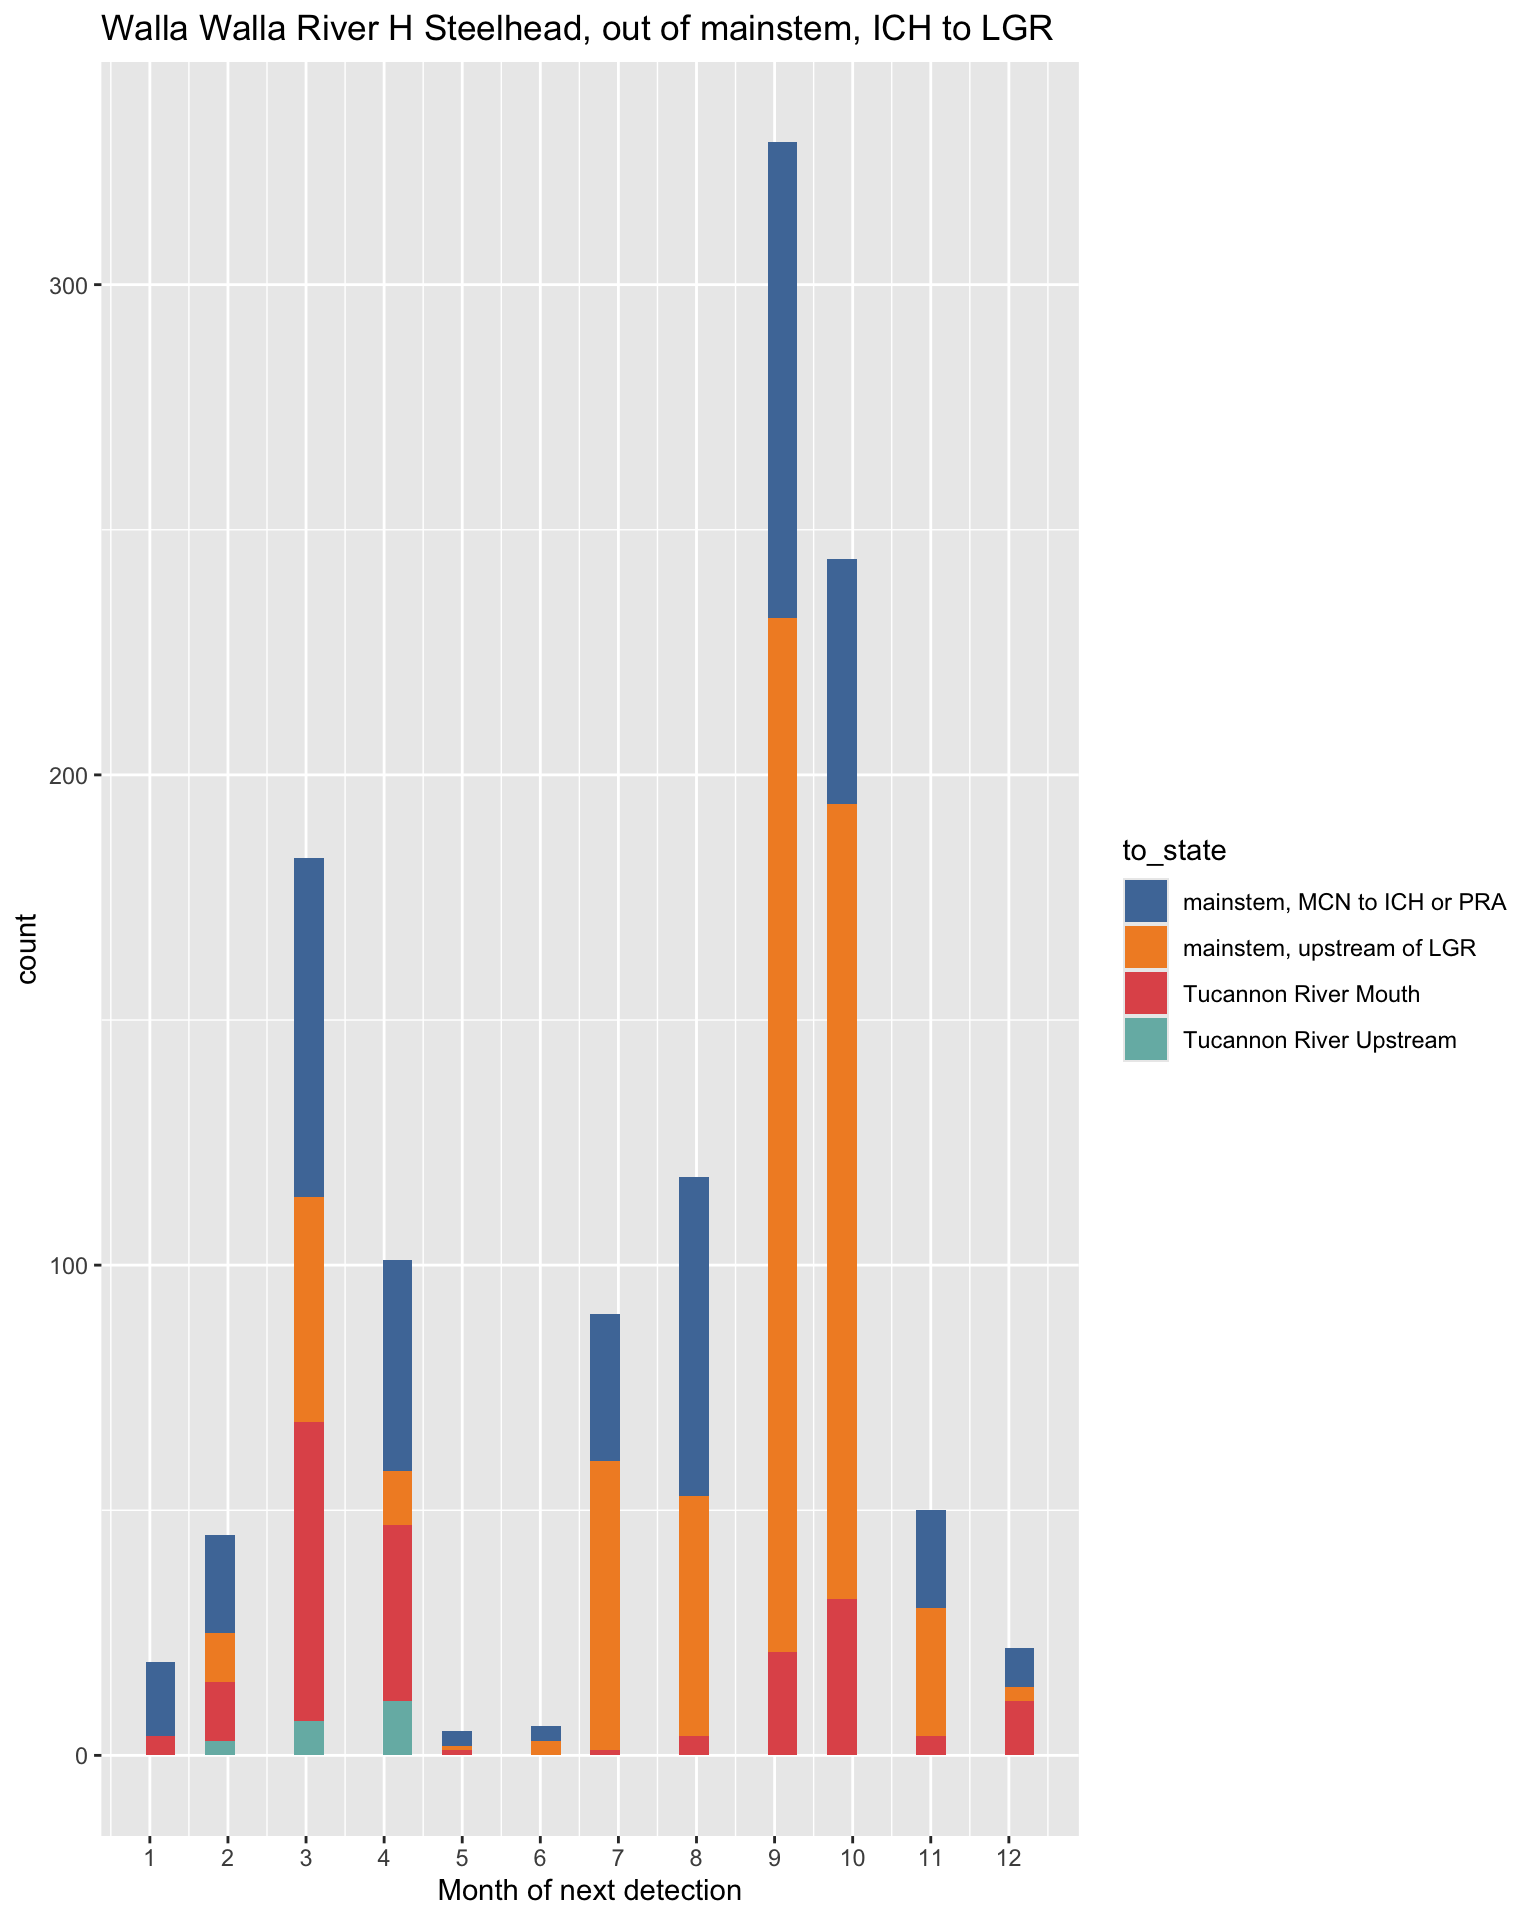 Walla Walla River H Steelhead, out of mainstem, ICH to LGR
300
200
100
0
count
1 2 3 4 5 6 7 8 9 10 11 12
Month of next detection
to_state
mainstem, MCN to ICH or PRA
mainstem, upstream of LGR
Tucannon River Mouth
Tucannon River Upstream